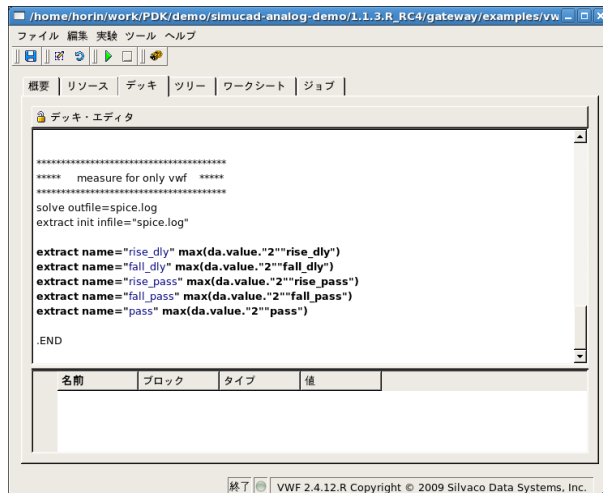 /home/horin/work/PDK/demo/simucad-analog-demo/1.1.3.R_RC4/gateway/examples/vw
ファイル 編集 実験 ツール ヘルプ
概要 リソース デッキ ツリー ワークシート ジョブ
デッキ・エディタ
***************************************
***** measure for only vwf *****
***************************************
solve outfile=spice.log
extract init infile="spice.log"
extract name="rise_dly" max(da.value."2""rise_dly")
extract name="fall_dly" max(da.value."2""fall_dly")
extract name="rise_pass" max(da.value."2""rise_pass")
extract name="fall_pass" max(da.value."2""fall_pass")
extract name="pass" max(da.value."2""pass")
.END
名前 ブロック タイプ 値
終了 VWF 2.4.12.R Copyright © 2009 Silvaco Data Systems, Inc.